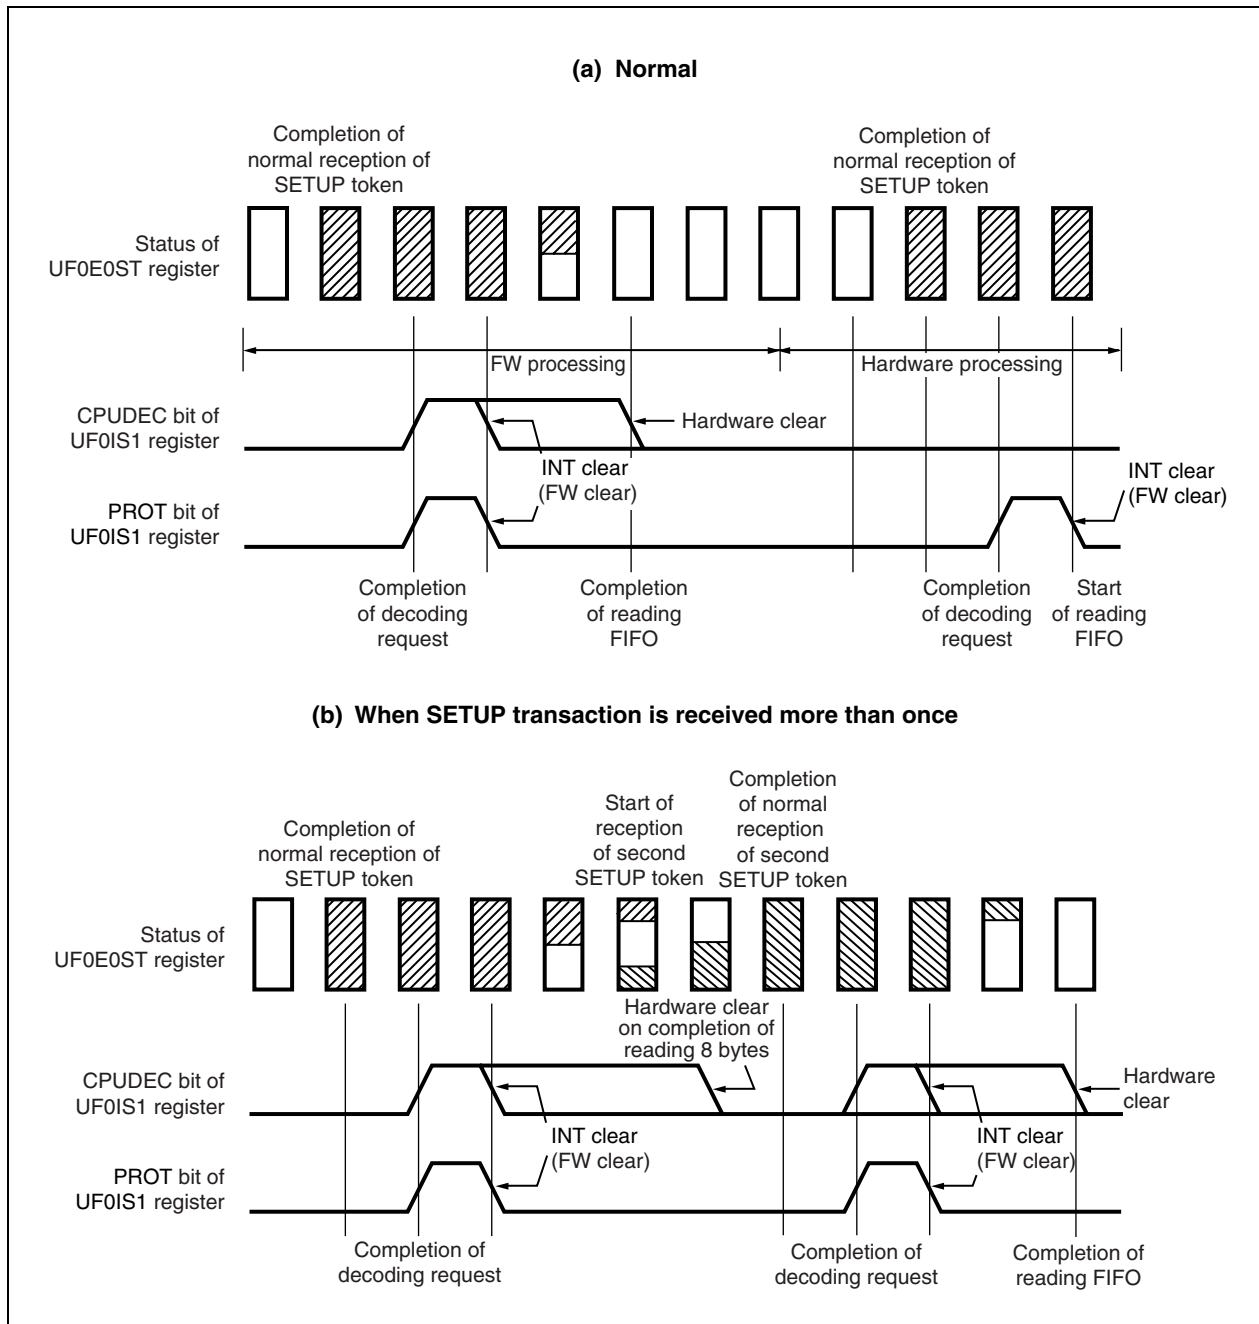 (a) Normal
Completion of
normal reception of
SETUP token
Completion of
normal reception of
SETUP token
Status of
UF0E0ST register
FW processing
Hardware processing
CPUDEC bit of
UF0IS1 register
Hardware clear
INT clear
(FW clear)
INT clear
(FW clear)
PROT bit of
UF0IS1 register
Completion
of decoding
request
Completion
of reading
FIFO
Completion
of decoding
request
Start
of reading
FIFO
(b) When SETUP transaction is received more than once
Completion of
normal reception of
SETUP token
Start of
reception
of second
SETUP token
Completion
of normal
reception
of second
SETUP token
Status of
UF0E0ST register
Hardware clear
on completion of
reading 8 bytes
CPUDEC bit of
UF0IS1 register
Hardware
clear
INT clear
(FW clear)
INT clear
(FW clear)
PROT bit of
UF0IS1 register
Completion of
decoding request
Completion of
decoding request
Completion of
reading FIFO